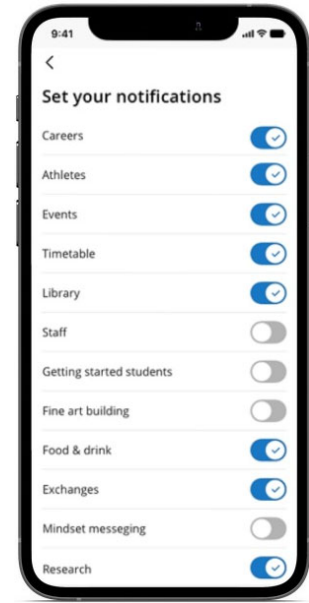 9:41
Set your notifications
Careers
Athletes
Events
Timetable
Library
Staff
Getting started students
Fine art building
Food & drink
Exchanges
Mindset messeging
Research